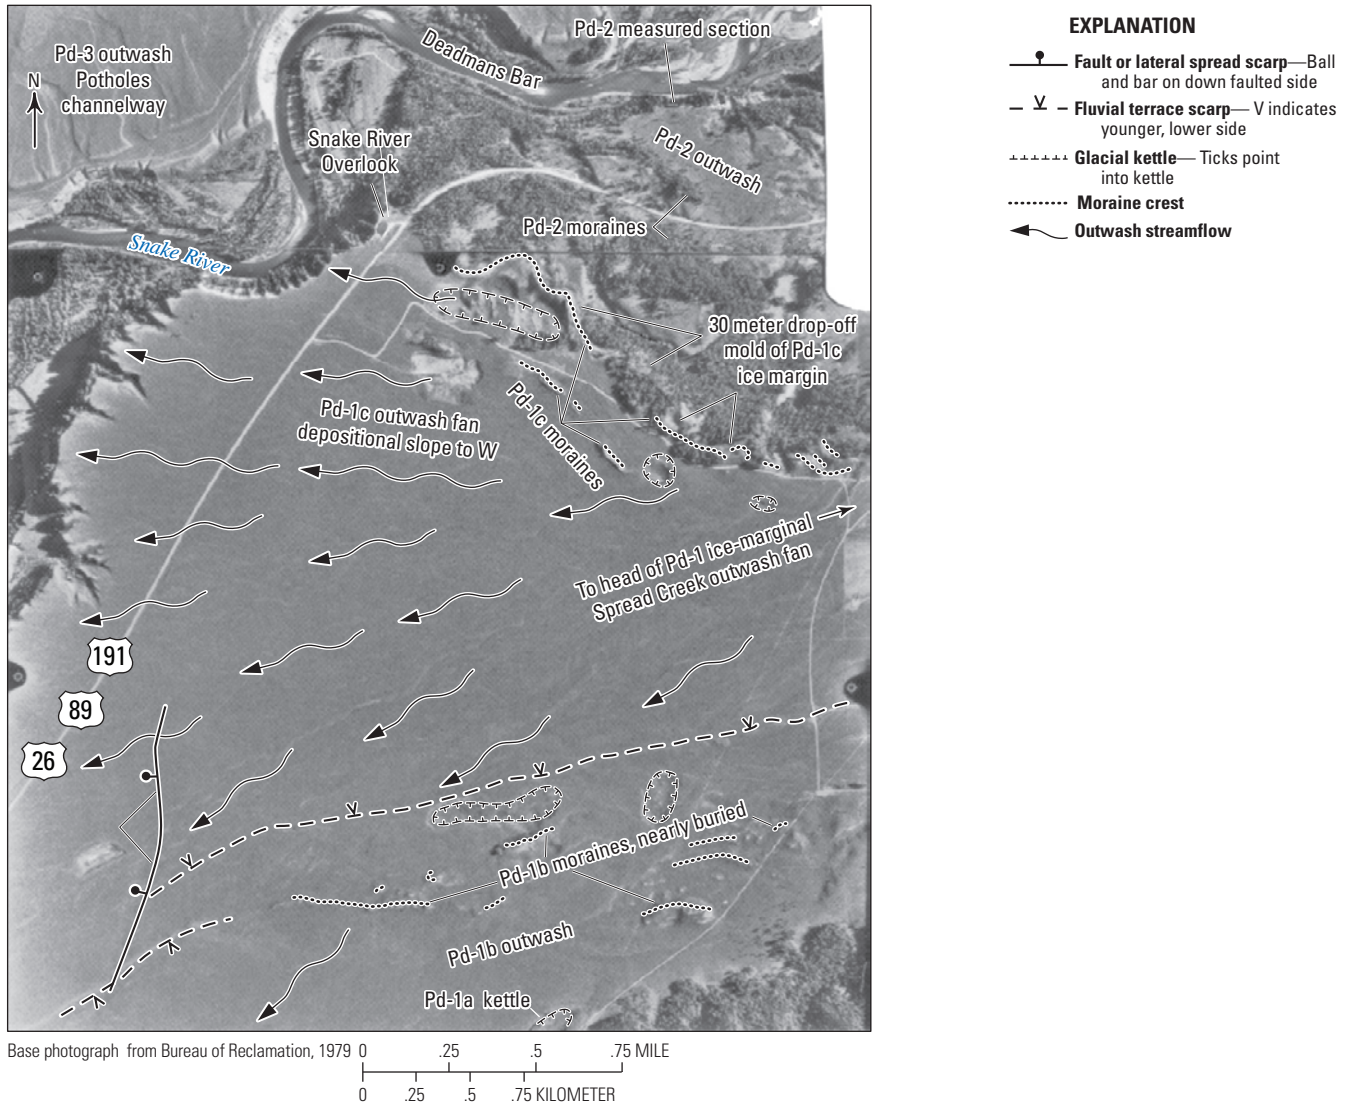 Pd-3 outwash
Potholes
channelway
N
Deadmans Bar
Pd-2 measured section
Snake River
Overlook
Pd-2 outwash
Pd-2 moraines
Snake River
30 meter drop-off
mold of Pd-1c
ice margin
Pd-1c outwash fan
depositional slope to W
Pd-1c moraines
To head of Pd-1 ice-marginal
Spread Creek outwash fan
191
89
26
Pd-1b moraines, nearly buried
Pd-1b outwash
Pd-1a kettle
Base photograph from Bureau of Reclamation, 1979
0 .25 .5 .75 MILE
0 .25 .5 .75 KILOMETER
EXPLANATION
Fault or lateral spread scarp—Ball
and bar on down faulted side
Fluvial terrace scarp— V indicates
younger, lower side
Glacial kettle— Ticks point
into kettle
Moraine crest
Outwash streamflow